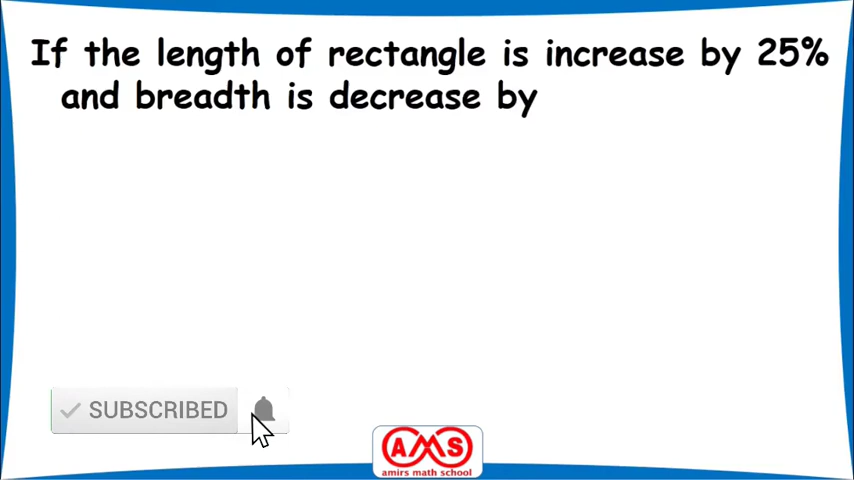 If the length of rectangle is increase by 25%
and breadth is decrease by
SUBSCRIBED
AMS
amirs math school